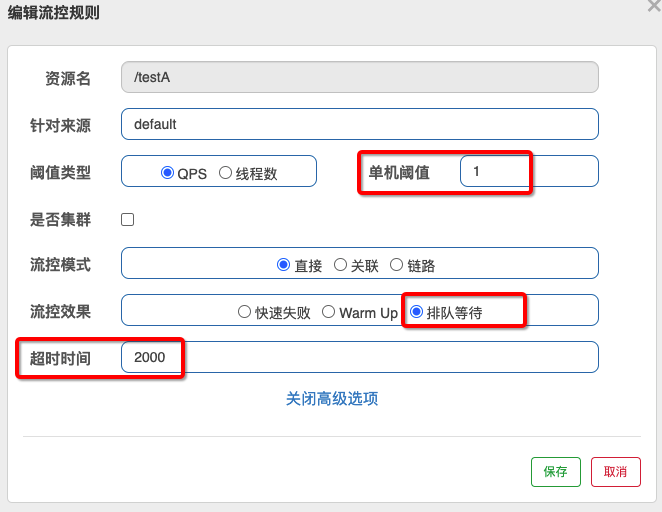 编辑流控规则
资源名 /testA
针对来源 default
阈值类型 QPS 线程数 单机阈值 1
是否集群
流控模式 直接 关联 链路
流控效果 快速失败 Warm Up 排队等待
超时时间 2000
关闭高级选项
保存 取消